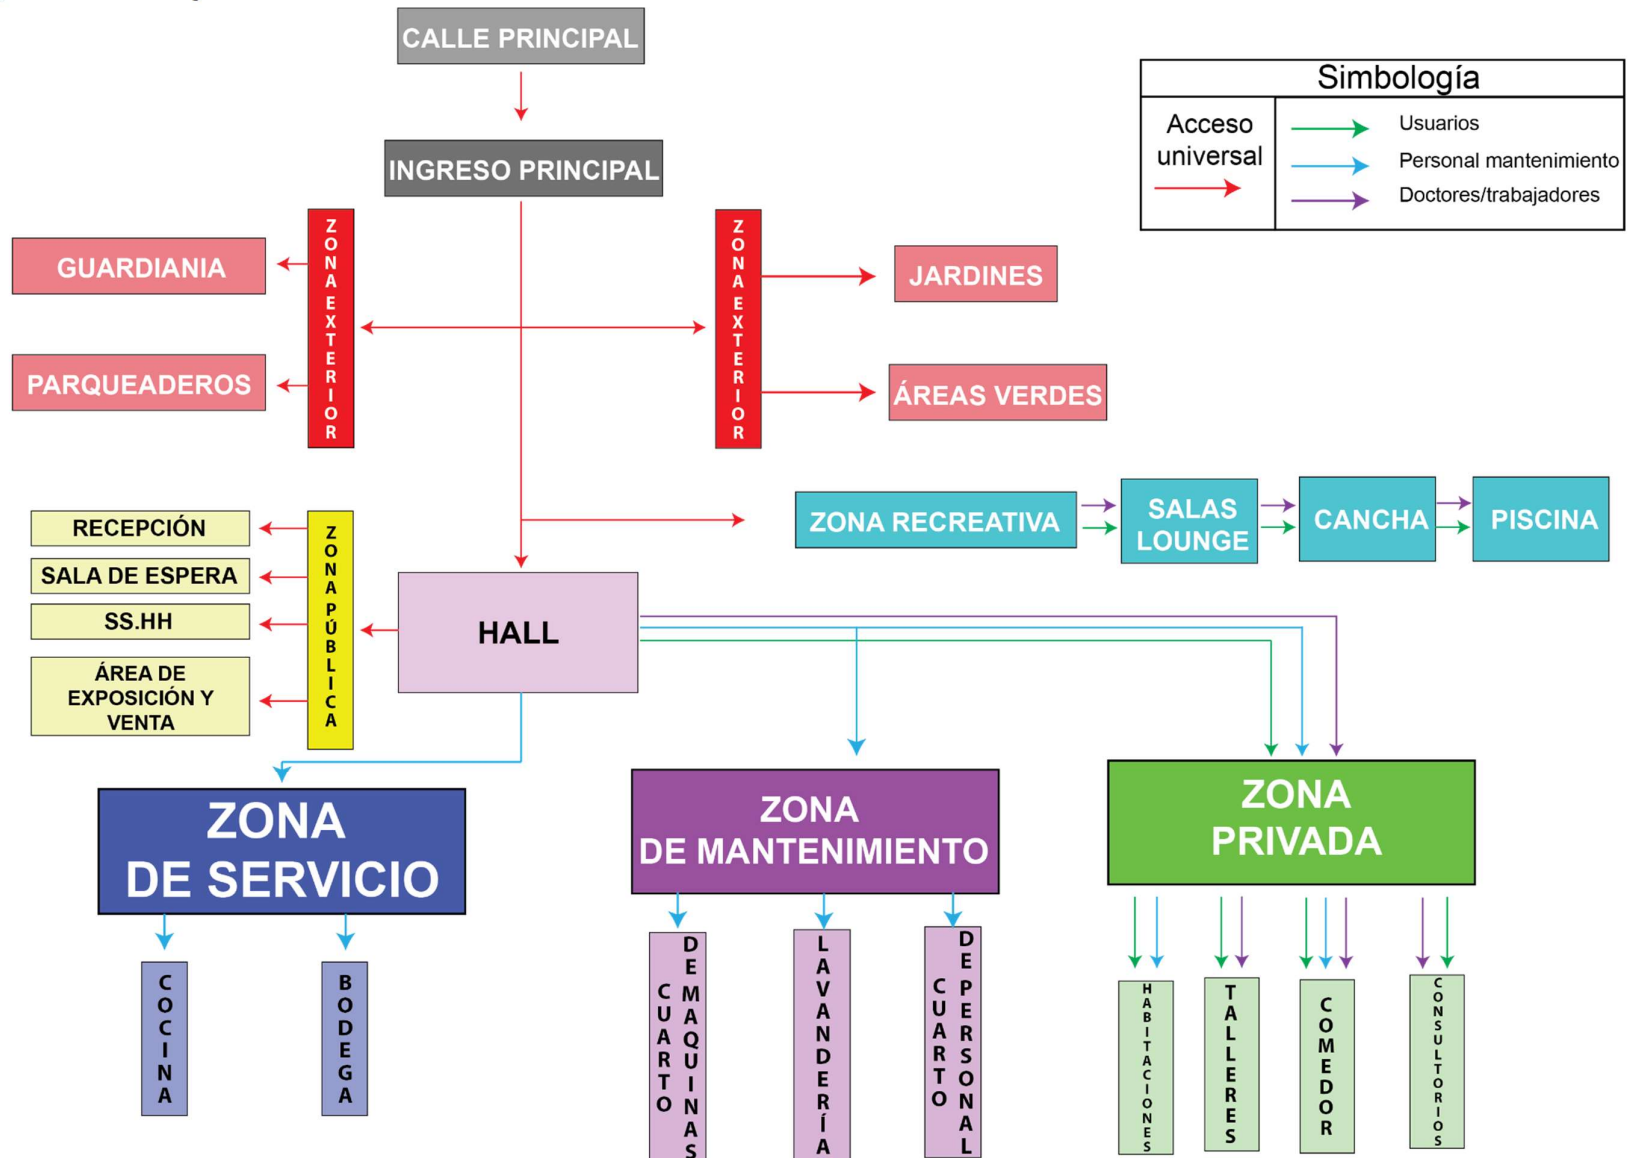 CALLE PRINCIPAL
Simbología
Acceso
universal
Usuarios
Personal mantenimiento
Doctores/trabajadores
INGRESO PRINCIPAL
ZONA EXTERIOR
GUARDIANIA
PARQUEADEROS
ZONA EXTERIOR
JARDINES
ÁREAS VERDES
ZONA RECREATIVA
SALAS
LOUNGE
CANCHA
PISCINA
ZONA PÚBLICA
RECEPCIÓN
SALA DE ESPERA
SS.HH
ÁREA DE
EXPOSICIÓN Y
VENTA
HALL
ZONA
DE SERVICIO
ZONA
DE MANTENIMIENTO
ZONA
PRIVADA
COCINA
BODEGA
CUARTO
DE MAQUINAS
LAVANDERÍA
CUARTO
DE PERSONAL
HABITACIONES
TALLERES
COMEDOR
CONSULTORIOS